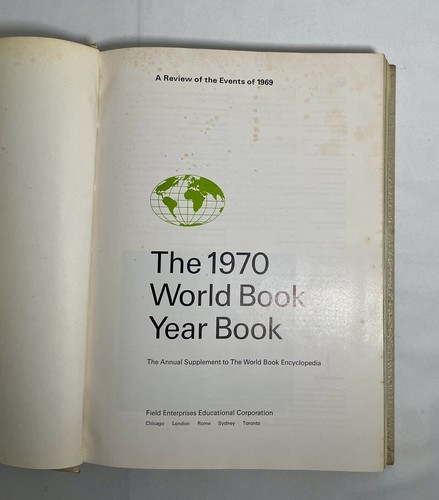 A Review of the Events of 1969
The 1970
World Book
Year Book
The Annual Supplement to The World Book Encyclopedia
Field Enterprises Educational Corporation
Chicago London Rome Sydney Toronto